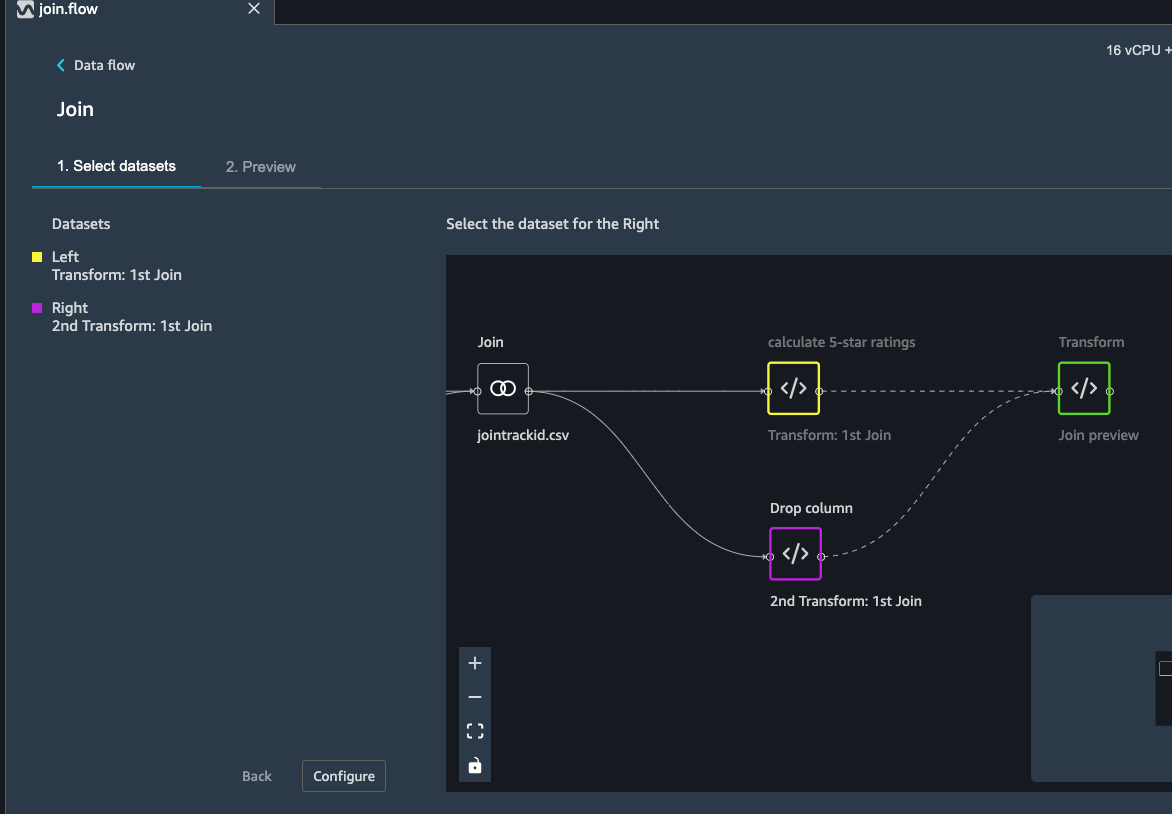 join.flow
16 vCPU +
Data flow
Join
1. Select datasets
2. Preview
Datasets
Select the dataset for the Right
Left
Transform: 1st Join
Right
2nd Transform: 1st Join
Join
calculate 5-star ratings
Transform
jointrackid.csv
Transform: 1st Join
Join preview
Drop column
2nd Transform: 1st Join
Back
Configure